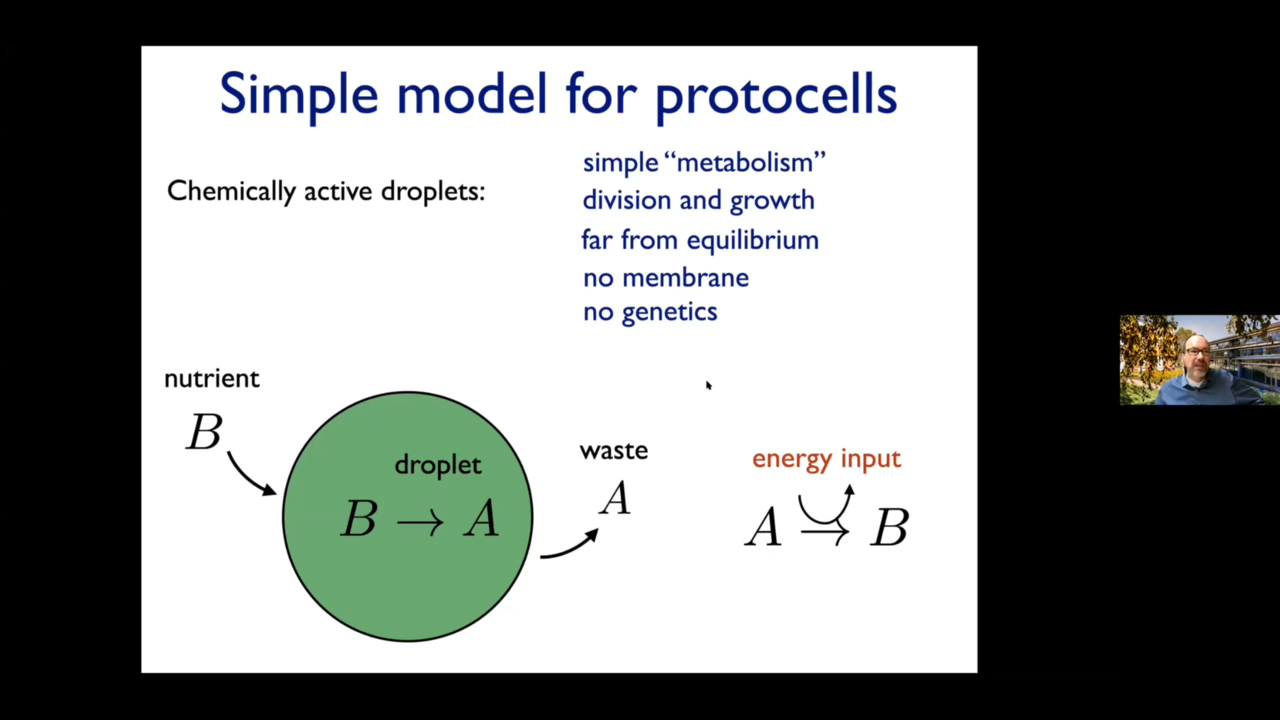 Simple model for protocells
Chemically active droplets:
simple “metabolism”
division and growth
far from equilibrium
no membrane
no genetics
nutrient
B
droplet
B → A
waste
A
energy input
A → B